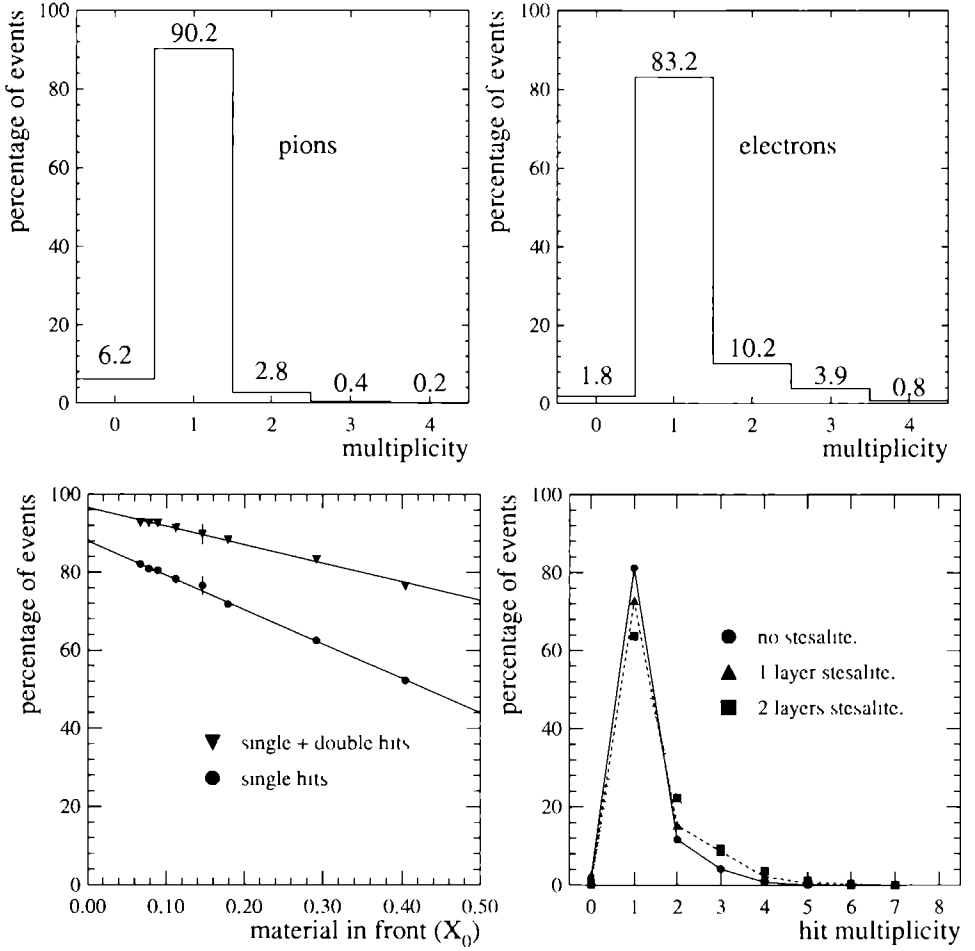 percentage of events
100
80
60
40
20
0
90.2
pions
6.2
2.8
0.4
0.2
0 1 2 3 4
multiplicity
percentage of events
100
80
60
40
20
0
83.2
electrons
1.8
10.2
3.9
0.8
0 1 2 3 4
multiplicity
percentage of events
100
80
60
40
20
0
single + double hits
single hits
0.00 0.10 0.20 0.30 0.40 0.50
material in front (X0)
percentage of events
100
80
60
40
20
0
no stesalite.
1 layer stesalite.
2 layers stesalite.
0 1 2 3 4 5 6 7 8
hit multiplicity